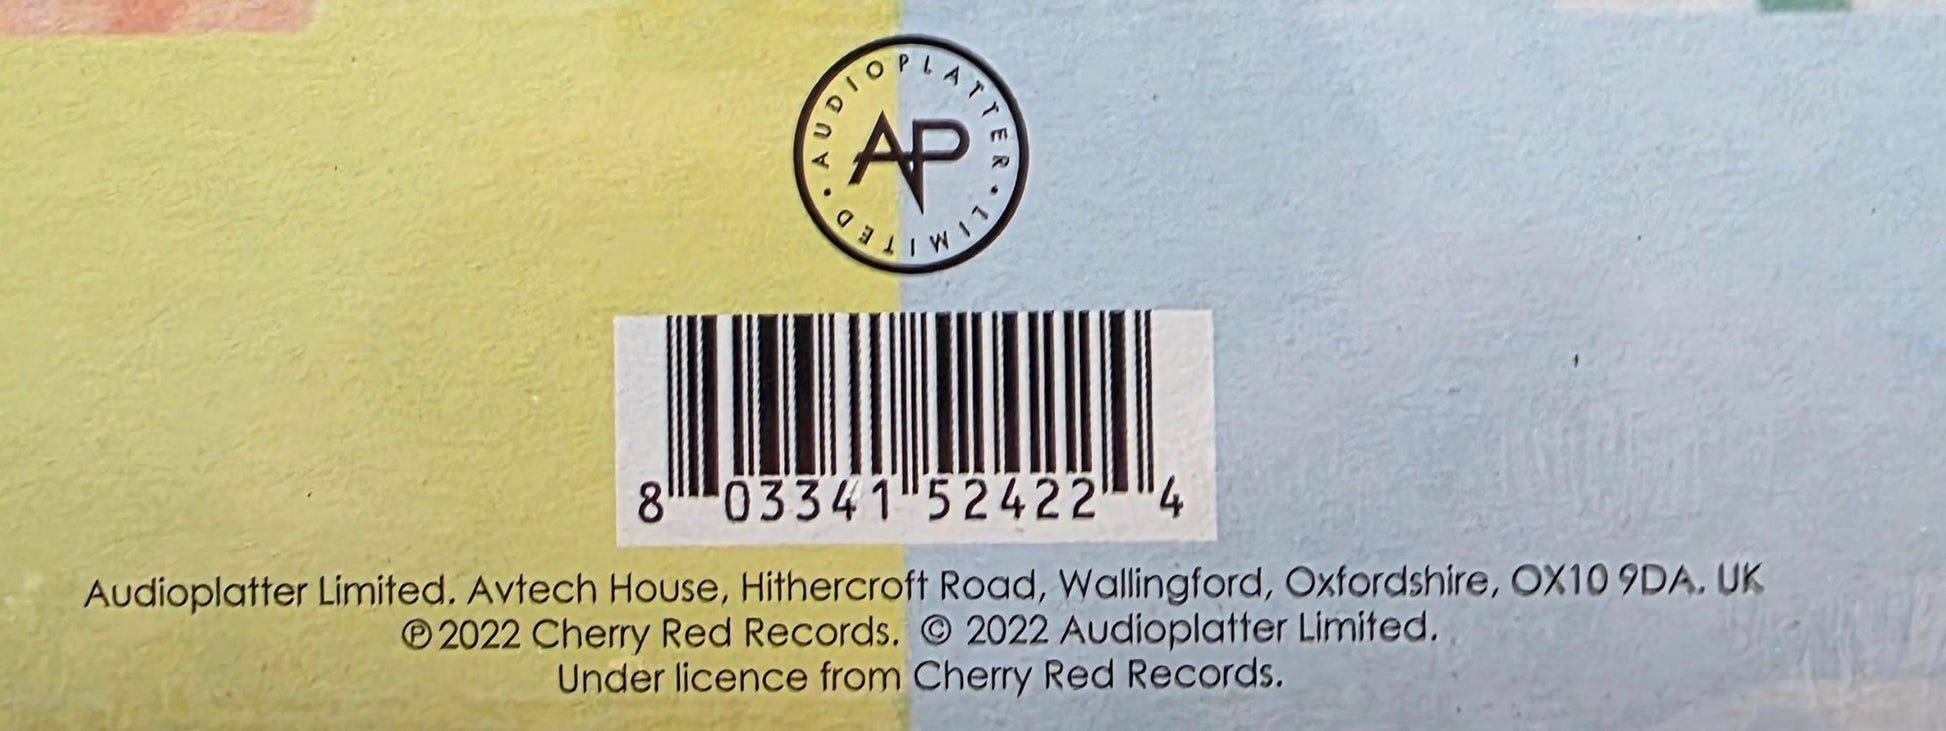 AUDIOPLATTER • LIMITED •
AP
8 03341 52422 4
Audioplatter Limited. Avtech House, Hithercroft Road, Wallingford, Oxfordshire, OX10 9DA. UK
℗ 2022 Cherry Red Records. © 2022 Audioplatter Limited.
Under licence from Cherry Red Records.